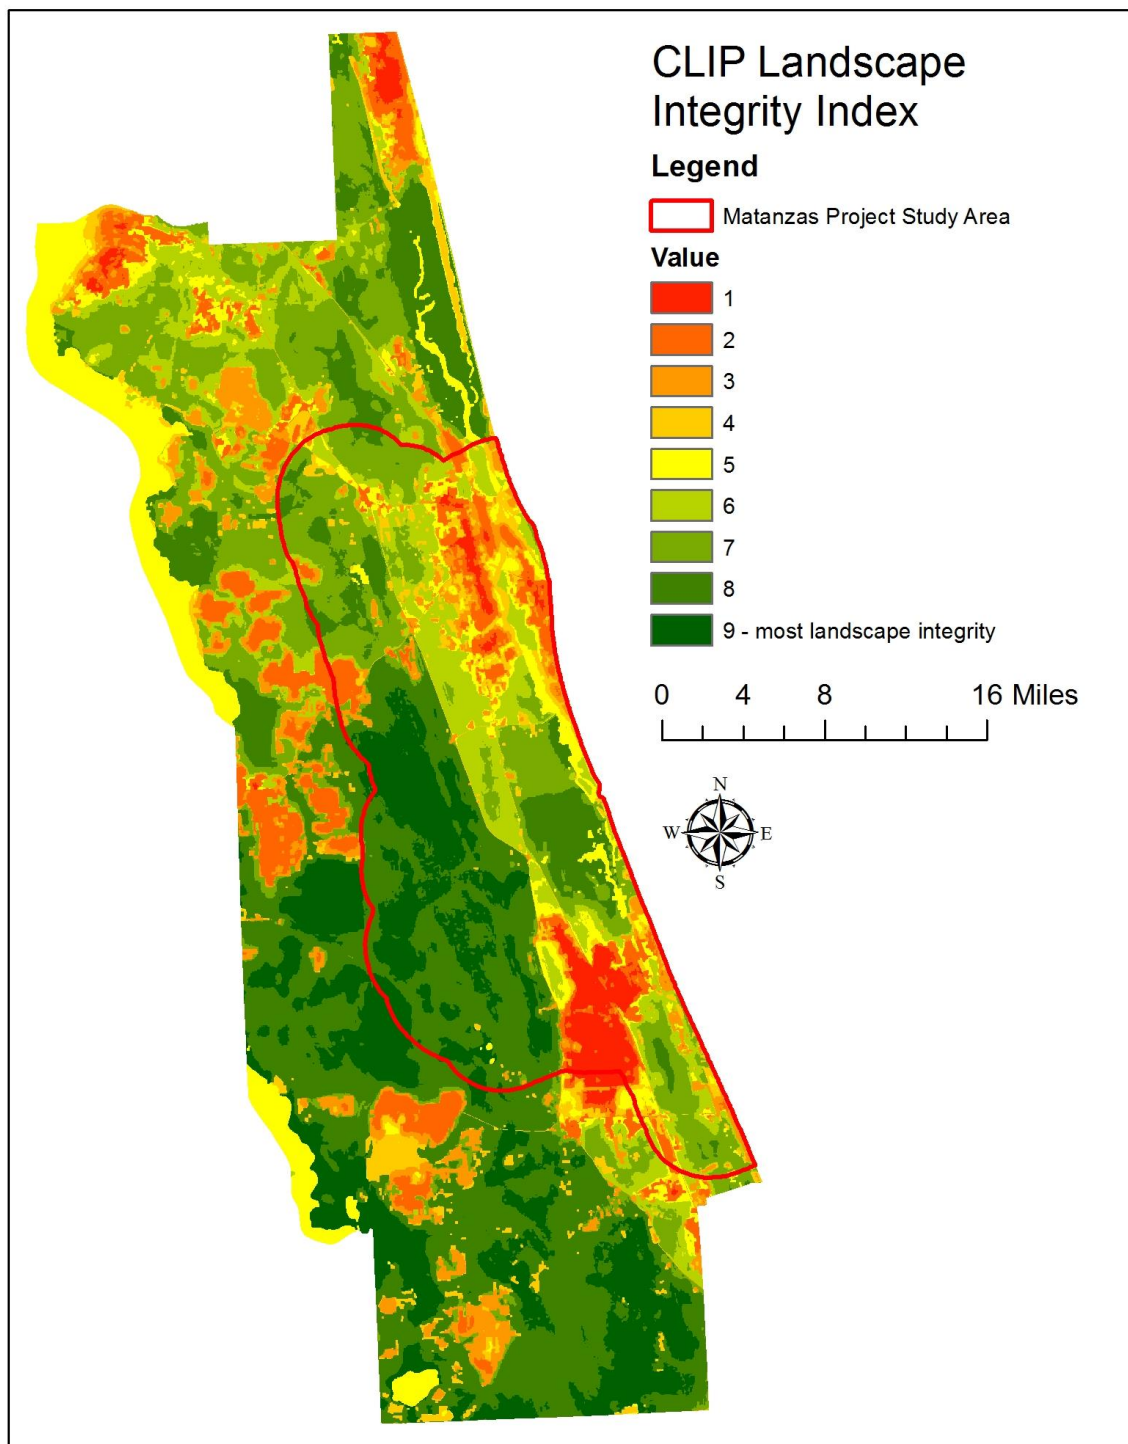 CLIP Landscape
Integrity Index
Legend
Matanzas Project Study Area
Value
1
2
3
4
5
6
7
8
9 - most landscape integrity
0 4 8 16 Miles
N
W E
S